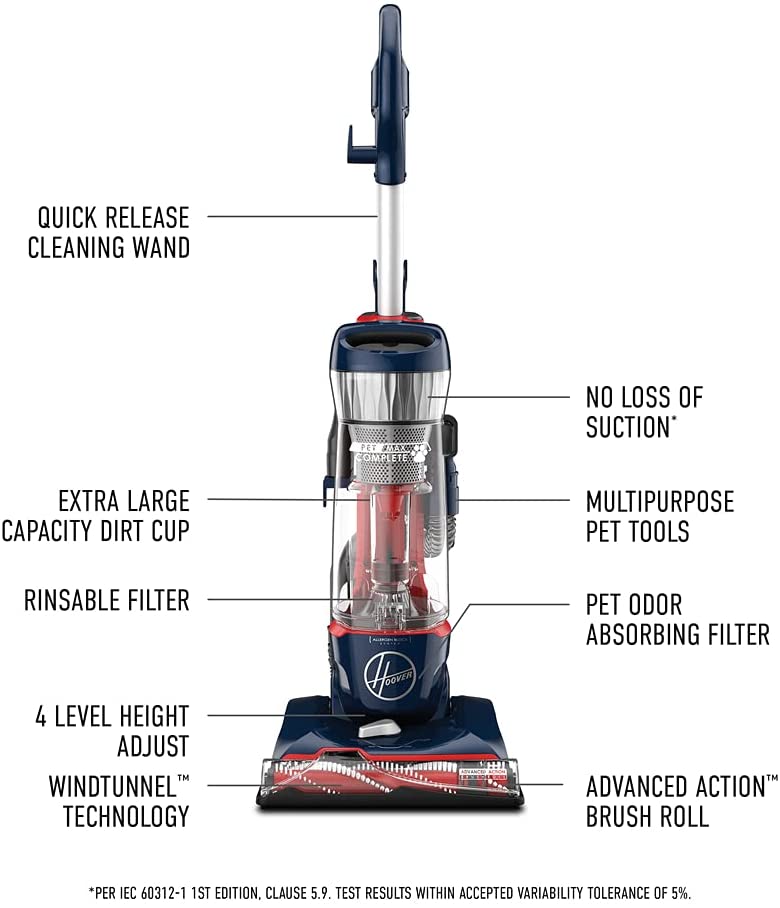 QUICK RELEASE
CLEANING WAND
NO LOSS OF
SUCTION*
PET MAX
COMPLETE
EXTRA LARGE
CAPACITY DIRT CUP
MULTIPURPOSE
PET TOOLS
RINSABLE FILTER
PET ODOR
ABSORBING FILTER
ALLERGEN BLOCK
HOOVER
4 LEVEL HEIGHT
ADJUST
ADVANCED ACTION
WINDTUNNEL™
TECHNOLOGY
ADVANCED ACTION™
BRUSH ROLL
*PER IEC 60312-1 1ST EDITION, CLAUSE 5.9. TEST RESULTS WITHIN ACCEPTED VARIABILITY TOLERANCE OF 5%.